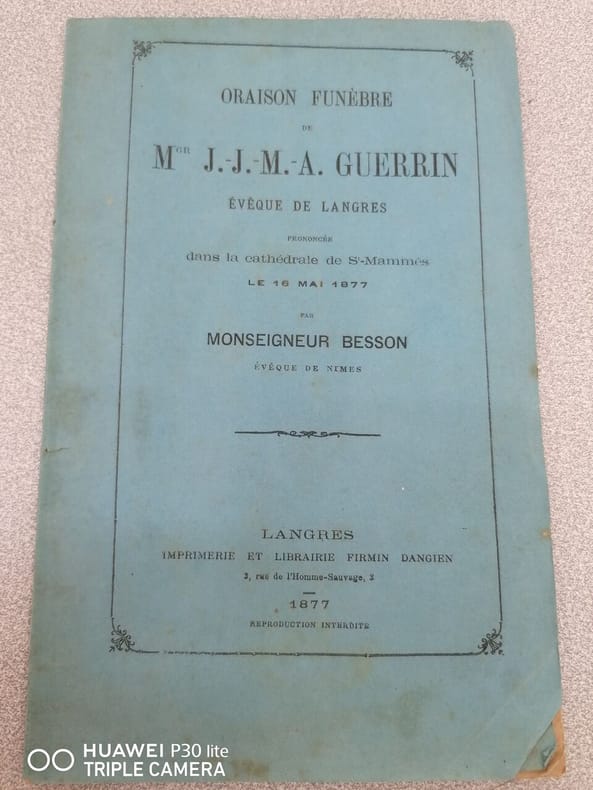 ORAISON FUNÈBRE
DE
MGR J.-J.-M.-A. GUERRIN
ÉVÊQUE DE LANGRES
PRONONCÉE
dans la cathédrale de St-Mammès
LE 16 MAI 1877
PAR
MONSEIGNEUR BESSON
ÉVÊQUE DE NIMES
LANGRES
IMPRIMERIE ET LIBRAIRIE FIRMIN DANGIEN
3, rue de l'Homme-Sauvage, 3
1877
REPRODUCTION INTERDITE
HUAWEI P30 lite
TRIPLE CAMERA